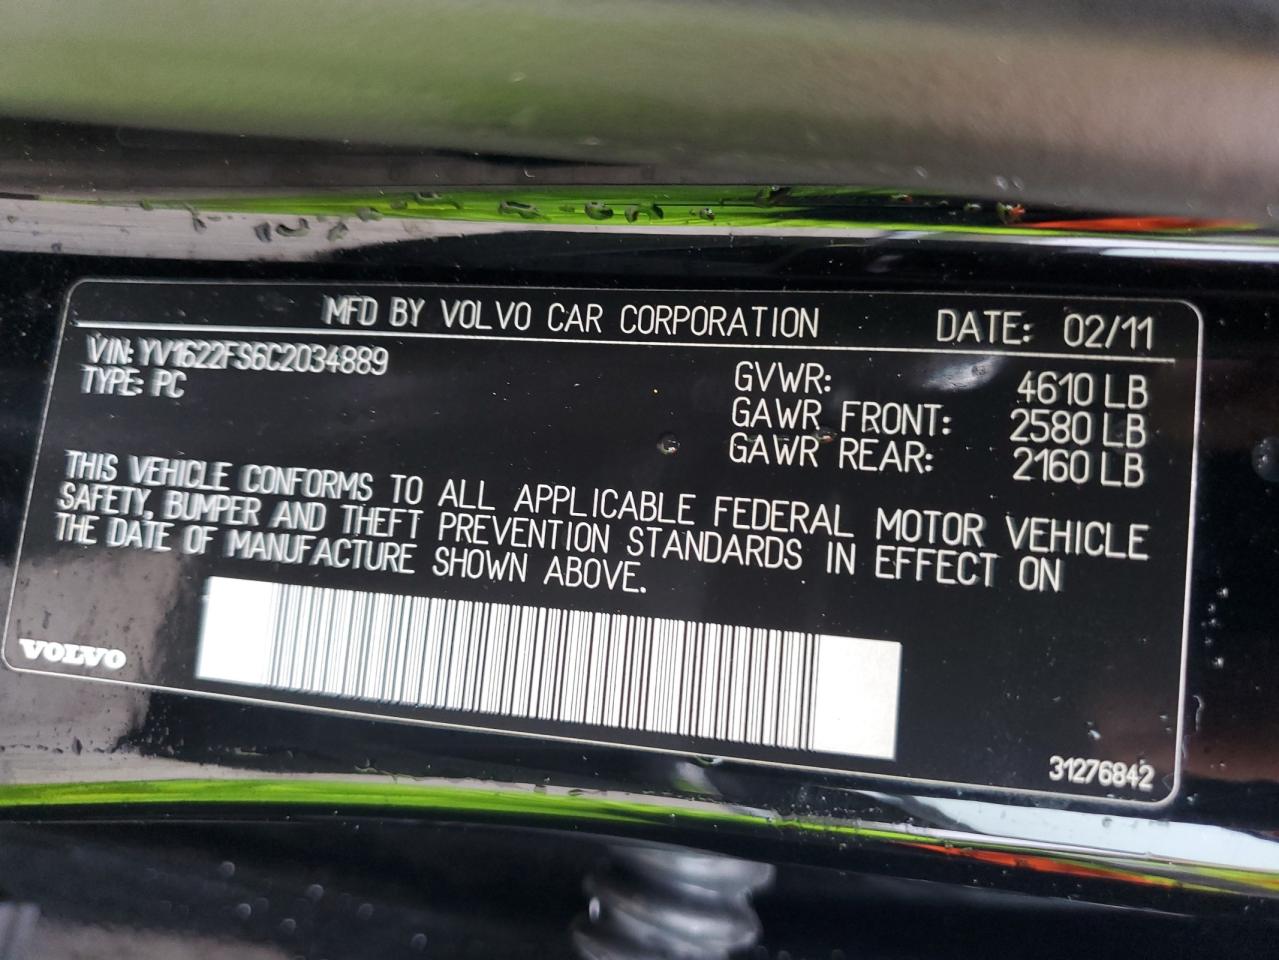 MFD BY VOLVO CAR CORPORATION DATE: 02/11
VIN: YV1622FS6C2034889
TYPE: PC
GVWR: 4610 LB
GAWR FRONT: 2580 LB
GAWR REAR: 2160 LB
THIS VEHICLE CONFORMS TO ALL APPLICABLE FEDERAL MOTOR VEHICLE
SAFETY, BUMPER AND THEFT PREVENTION STANDARDS IN EFFECT ON
THE DATE OF MANUFACTURE SHOWN ABOVE.
VOLVO
31276842